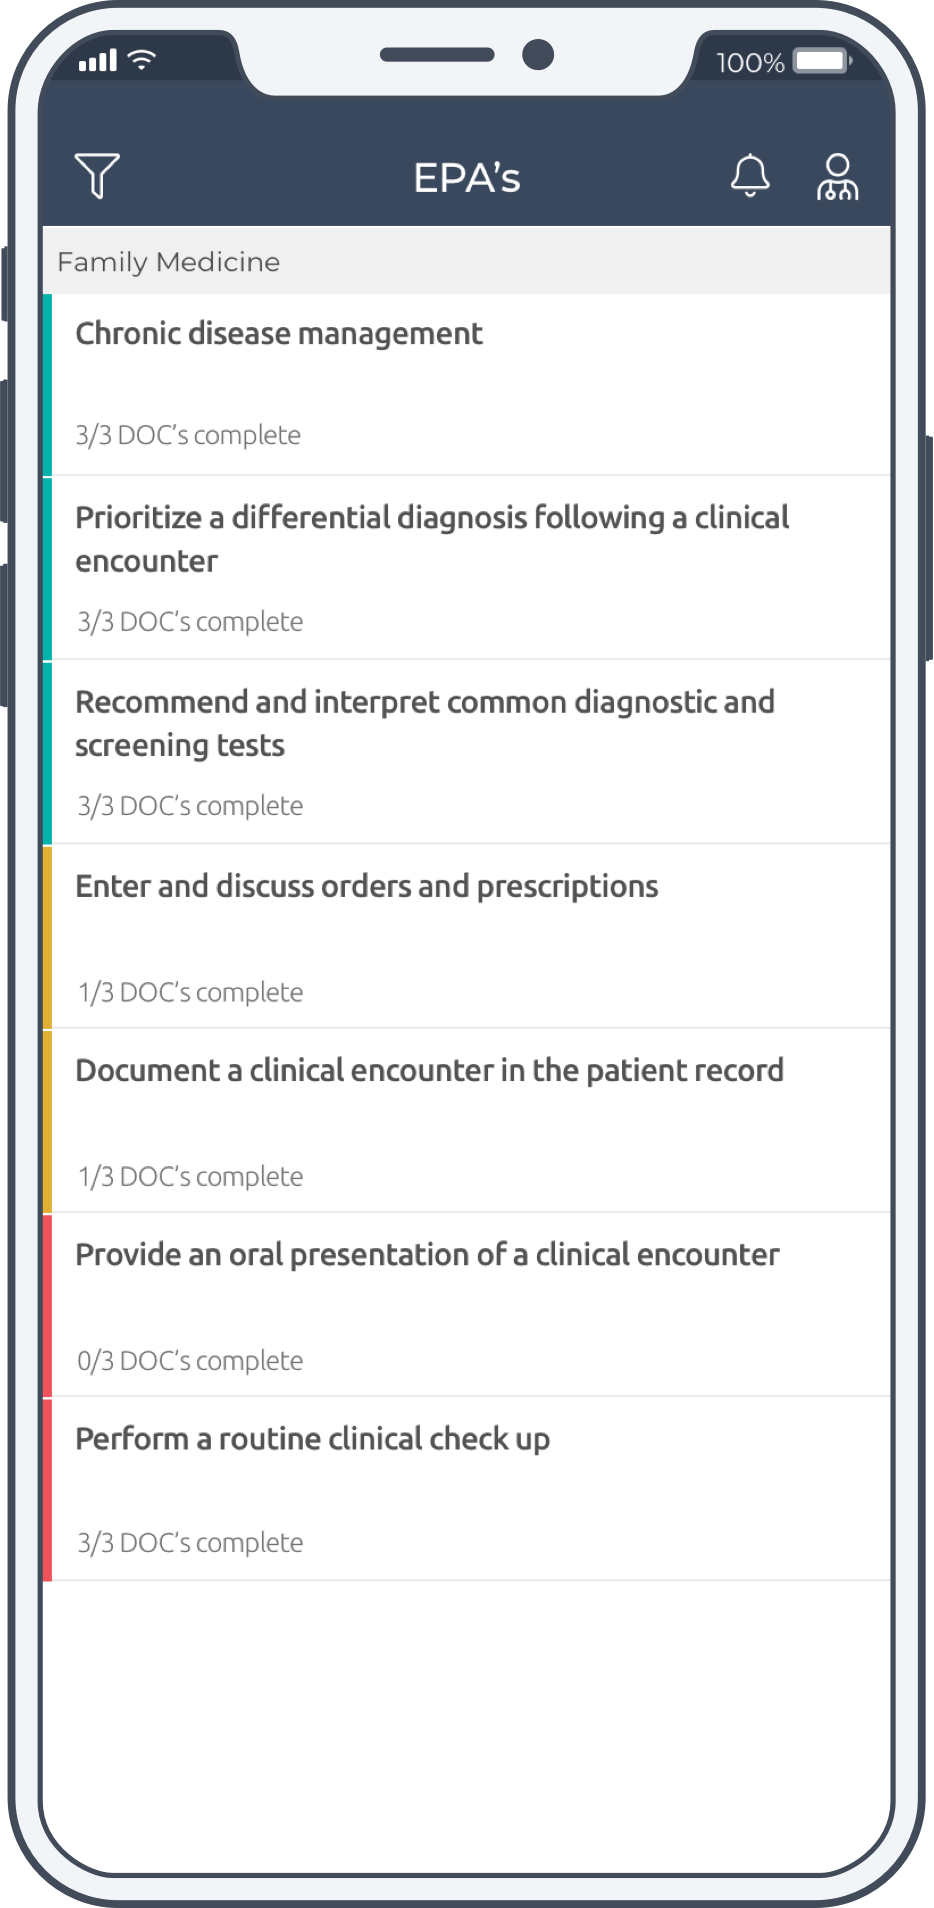 100%
EPA’s
Family Medicine
Chronic disease management
3/3 DOC’s complete
Prioritize a differential diagnosis following a clinical
encounter
3/3 DOC’s complete
Recommend and interpret common diagnostic and
screening tests
3/3 DOC’s complete
Enter and discuss orders and prescriptions
1/3 DOC’s complete
Document a clinical encounter in the patient record
1/3 DOC’s complete
Provide an oral presentation of a clinical encounter
0/3 DOC’s complete
Perform a routine clinical check up
3/3 DOC’s complete